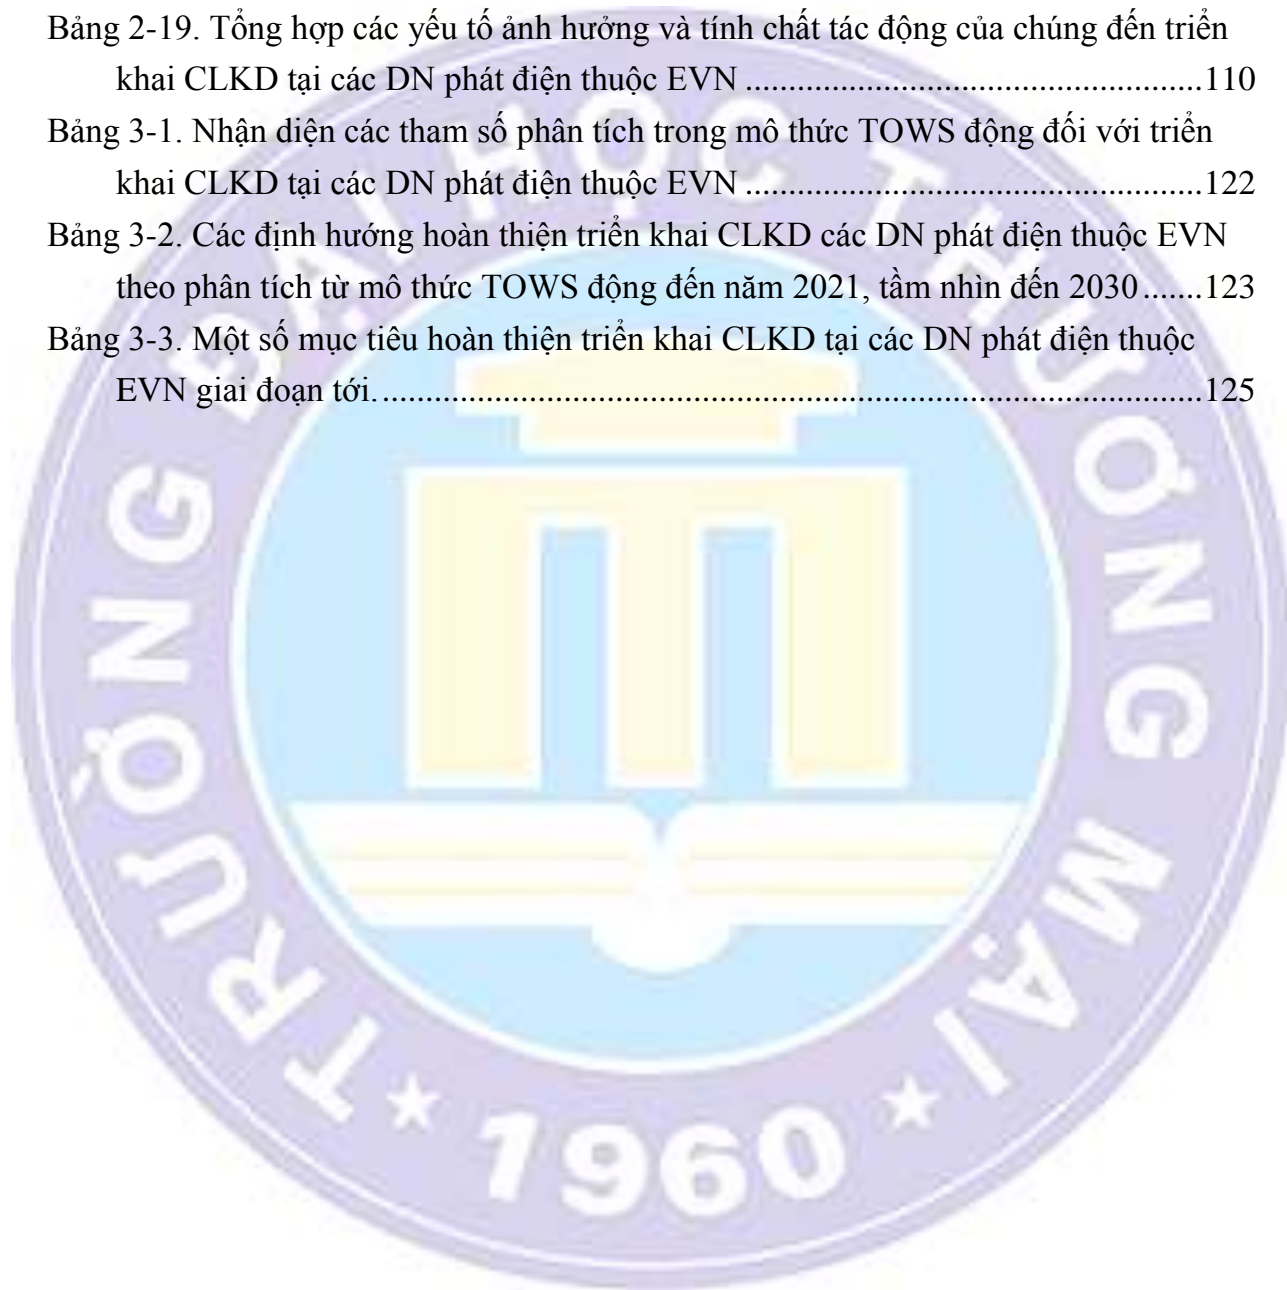 Bảng 2-19. Tổng hợp các yếu tố ảnh hưởng và tính chất tác động của chúng đến triển
khai CLKD tại các DN phát điện thuộc EVN .....................................................110
Bảng 3-1. Nhận diện các tham số phân tích trong mô thức TOWS động đối với triển
khai CLKD tại các DN phát điện thuộc EVN .....................................................122
Bảng 3-2. Các định hướng hoàn thiện triển khai CLKD các DN phát điện thuộc EVN
theo phân tích từ mô thức TOWS động đến năm 2021, tầm nhìn đến 2030 .......123
Bảng 3-3. Một số mục tiêu hoàn thiện triển khai CLKD tại các DN phát điện thuộc
EVN giai đoạn tới. ...............................................................................................125
TRƯỜNG ĐẠI HỌC THƯƠNG MẠI
★ 1960 ★